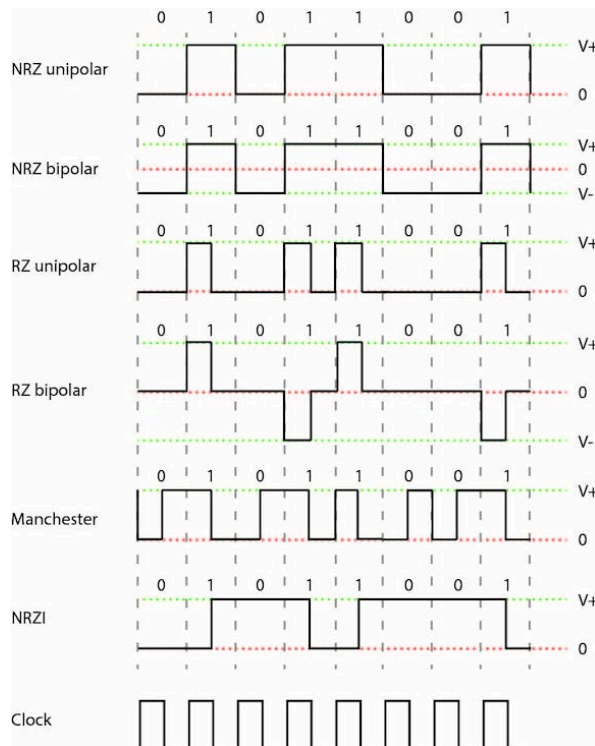 0 1 0 1 1 0 0 1
NRZ unipolar
V+
0
0 1 0 1 1 0 0 1
NRZ bipolar
V+
0
V-
0 1 0 1 1 0 0 1
RZ unipolar
V+
0
0 1 0 1 1 0 0 1
RZ bipolar
V+
0
V-
0 1 0 1 1 0 0 1
Manchester
V+
0
0 1 0 1 1 0 0 1
NRZI
V+
0
Clock